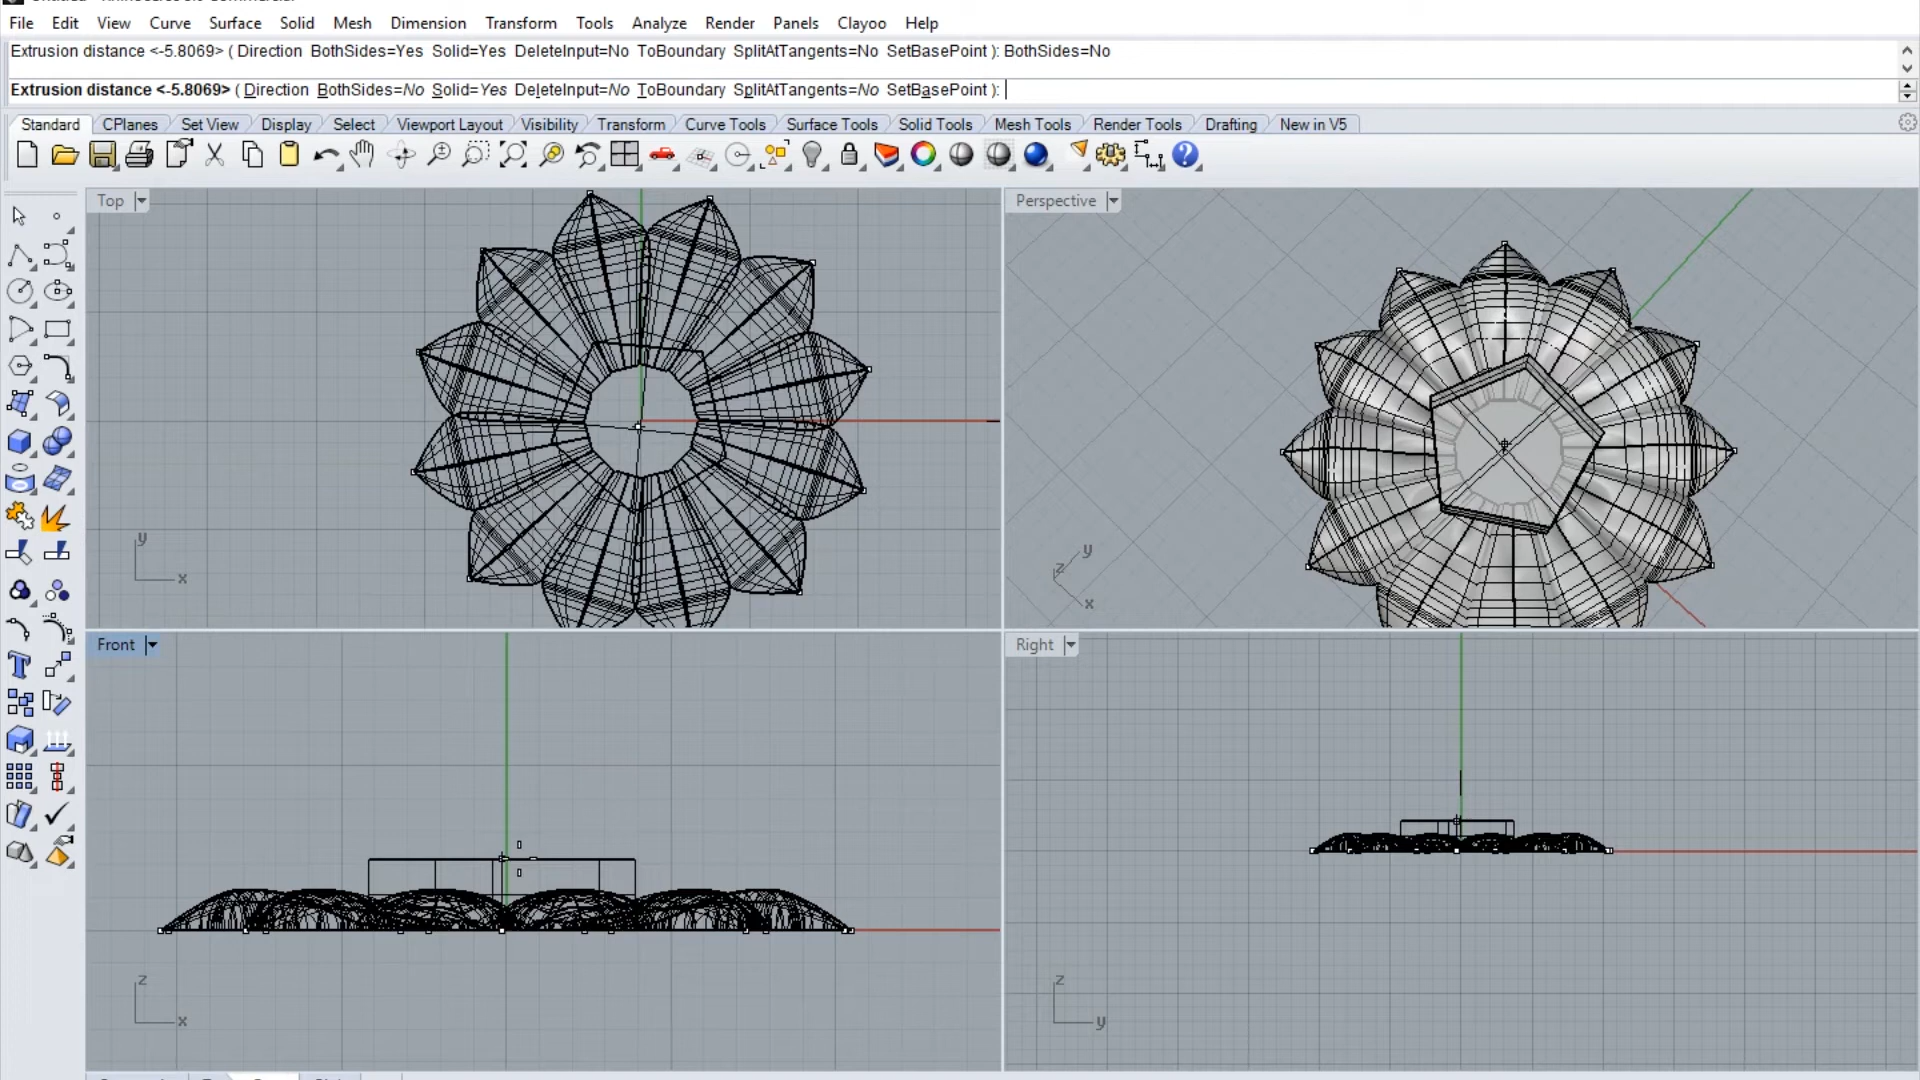 File Edit View Curve Surface Solid Mesh Dimension Transform Tools Analyze Render Panels Clayoo Help
Extrusion distance <-5.8069> ( Direction BothSides=Yes Solid=Yes DeleteInput=No ToBoundary SplitAtTangents=No SetBasePoint ): BothSides=No
Extrusion distance <-5.8069> ( Direction BothSides=No Solid=Yes DeleteInput=No ToBoundary SplitAtTangents=No SetBasePoint ):
Standard CPlanes Set View Display Select Viewport Layout Visibility Transform Curve Tools Surface Tools Solid Tools Mesh Tools Render Tools Drafting New in V5
Top
y
x
Perspective
y
z
x
Front
z
x
Right
z
y